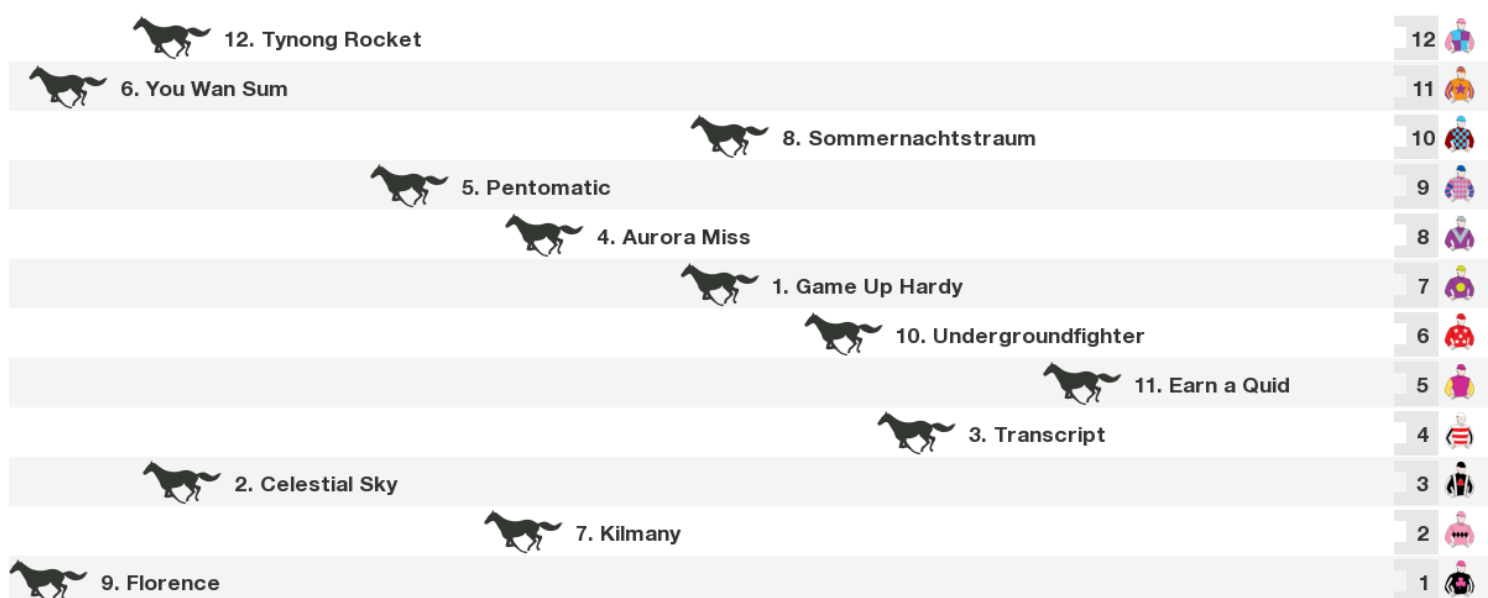 12. Tynong Rocket 12
6. You Wan Sum 11
8. Sommernachtstraum 10
5. Pentomatic 9
4. Aurora Miss 8
1. Game Up Hardy 7
10. Undergroundfighter 6
11. Earn a Quid 5
3. Transcript 4
2. Celestial Sky 3
7. Kilmany 2
9. Florence 1